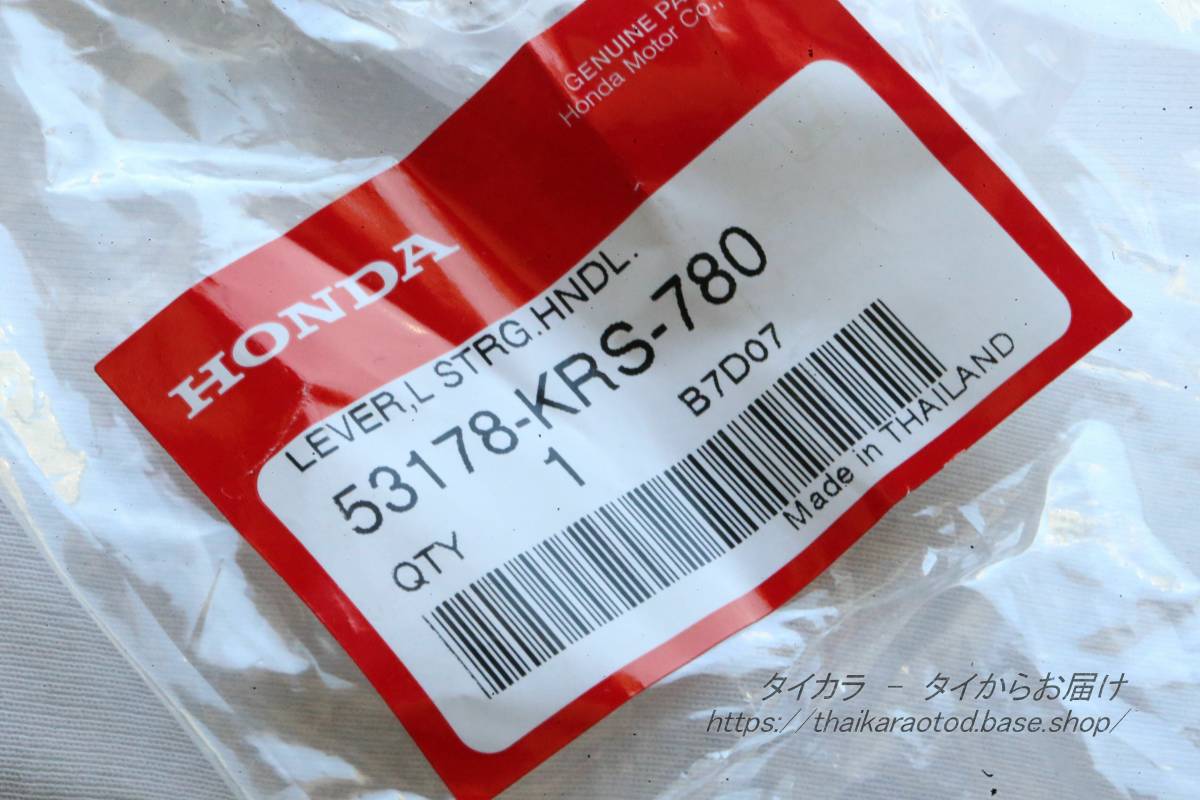 GENUINE
Honda Motor Co.,
HONDA
LEVER,L STRG.HNDL.
53178-KRS-780
1 B7D07
QTY
Made in THAILAND
タイカラ - タイからお届け
https://thaikaraotod.base.shop/